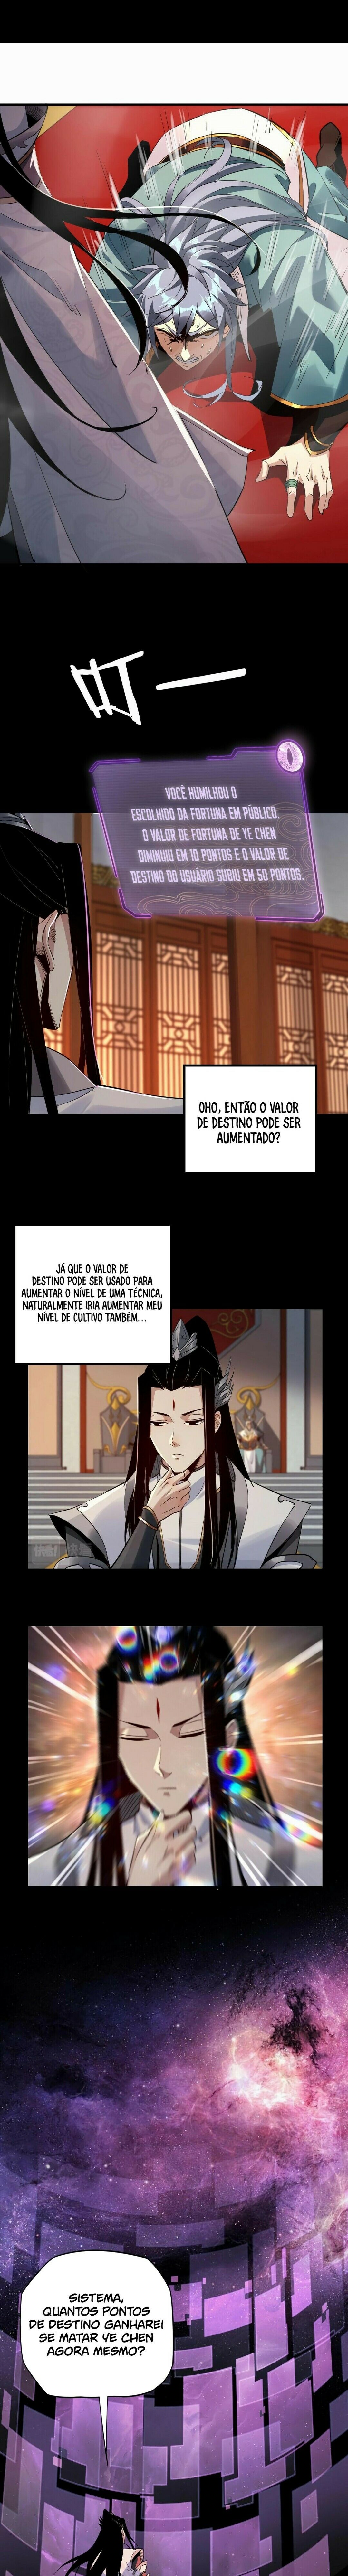 叮一
VOCÊ HUMILHOU O
ESCOLHIDO DA FORTUNA EM PÚBLICO.
O VALOR DE FORTUNA DE YE CHEN
DIMINUIU EM 10 PONTOS E O VALOR DE
DESTINO DO USUÁRIO SUBIU EM 50 PONTOS.
OHO, ENTÃO O VALOR
DE DESTINO PODE SER
AUMENTADO?
JÁ QUE O VALOR DE
DESTINO PODE SER USADO PARA
AUMENTAR O NÍVEL DE UMA TÉCNICA,
NATURALMENTE IRIA AUMENTAR MEU
NÍVEL DE CULTIVO TAMBÉM...
SISTEMA,
QUANTOS PONTOS
DE DESTINO GANHAREI
SE MATAR YE CHEN
AGORA MESMO?